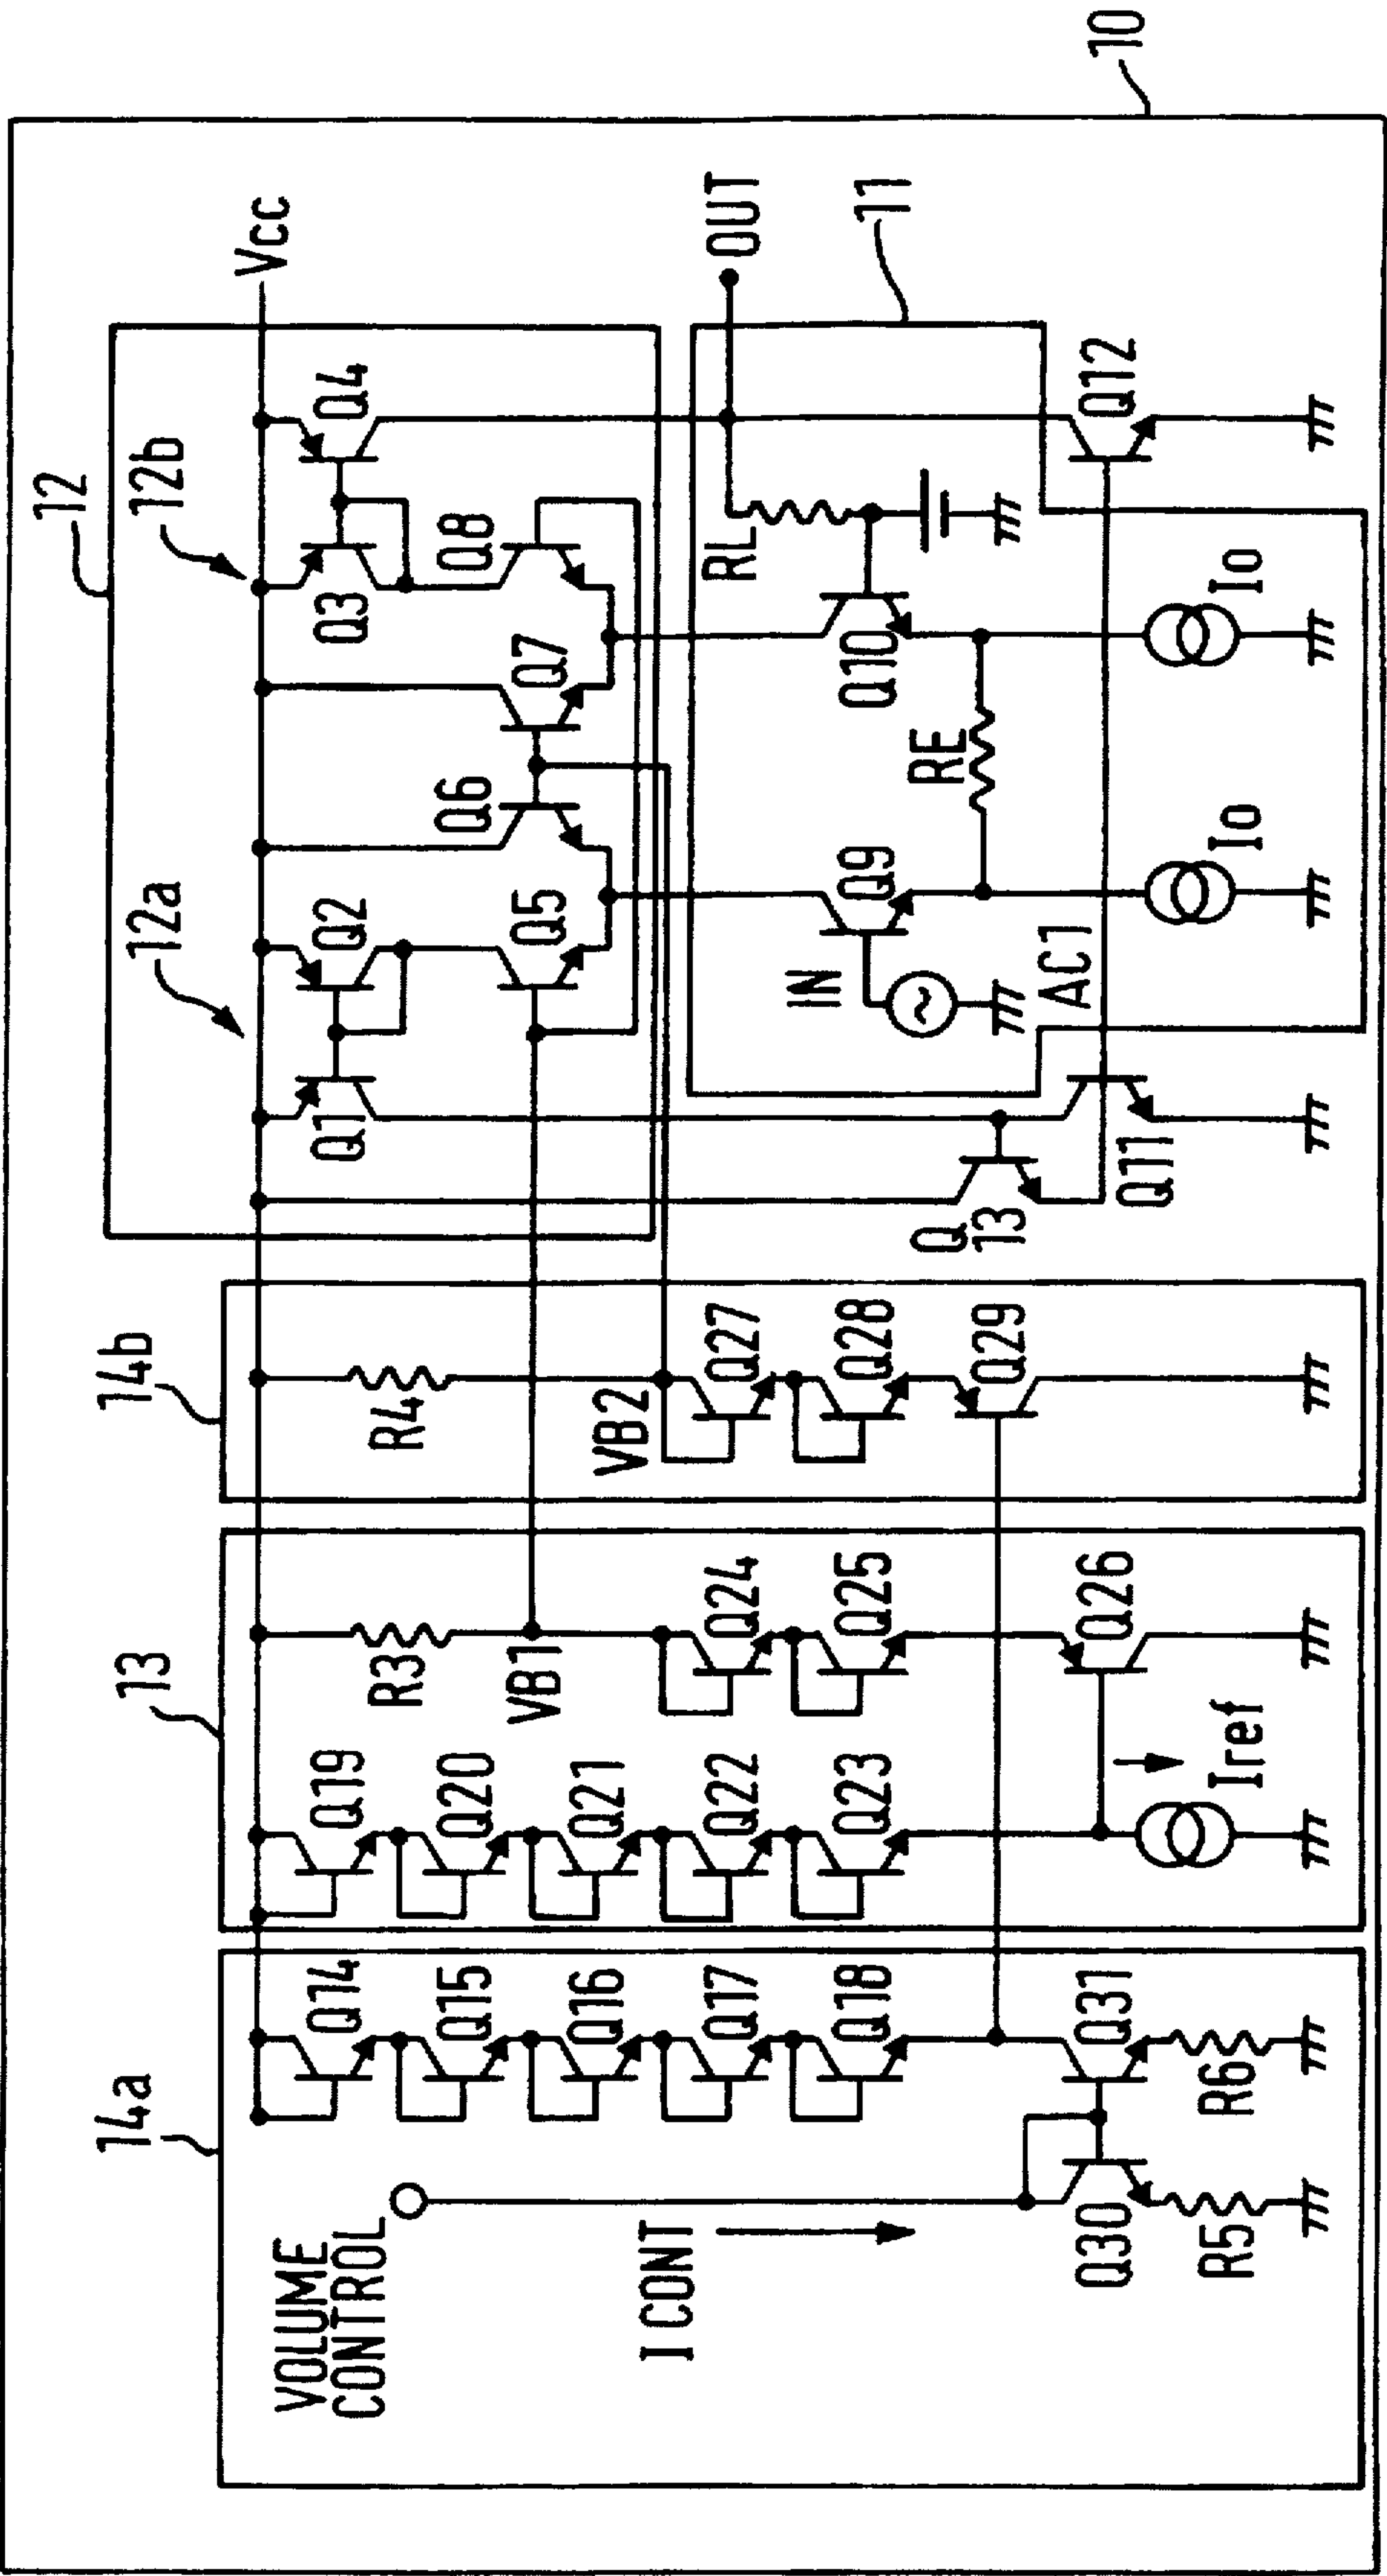 10
12
12a
12b
Vcc
Q1
Q2
Q3
Q4
Q5
Q6
Q7
Q8
OUT
11
RL
IN
Q9
Q10
RE
Io
Io
AC1
Q11
Q12
Q
13
14b
R4
VB2
Q27
Q28
Q29
13
Q19
Q20
Q21
Q22
Q23
R3
VB1
Q24
Q25
Q26
Iref
14a
VOLUME
CONTROL
I CONT
Q14
Q15
Q16
Q17
Q18
Q30
Q31
R5
R6